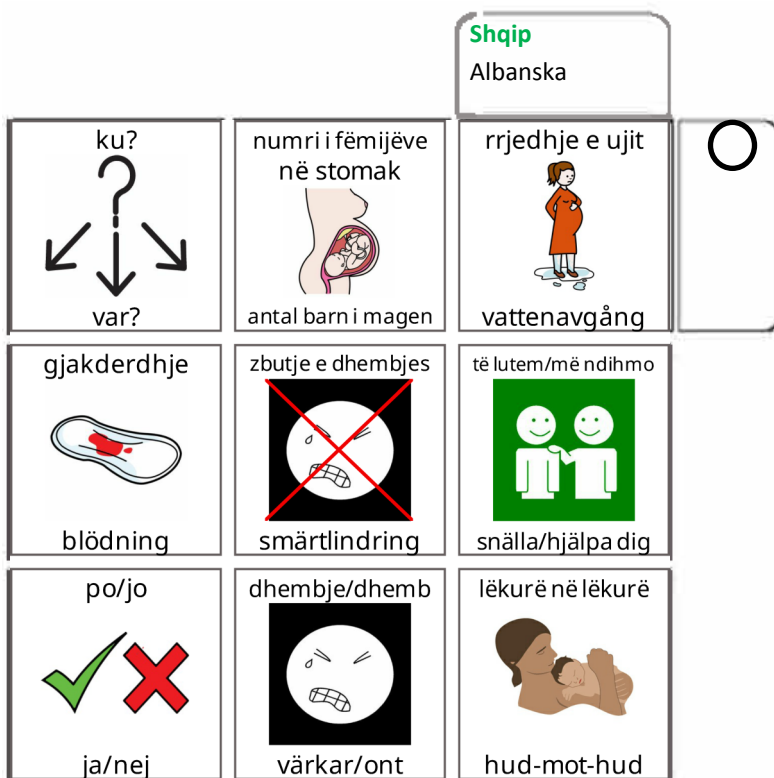 Shqip
Albanska
ku?
var?
numri i fëmijëve
në stomak
antal barn i magen
rrjedhje e ujit
vattenavgång
gjakderdhje
blödning
zbutje e dhembjes
smärtlindring
të lutem/më ndihmo
snälla/hjälpa dig
po/jo
ja/nej
dhembje/dhemb
värkar/ont
lëkurë në lëkurë
hud-mot-hud